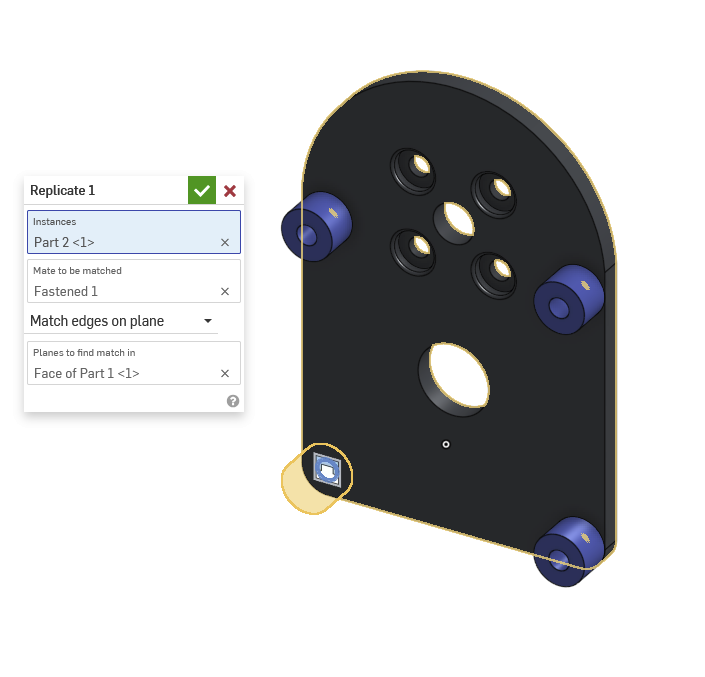 Replicate 1
Instances
Part 2 <1>
Mate to be matched
Fastened 1
Match edges on plane
Planes to find match in
Face of Part 1 <1>